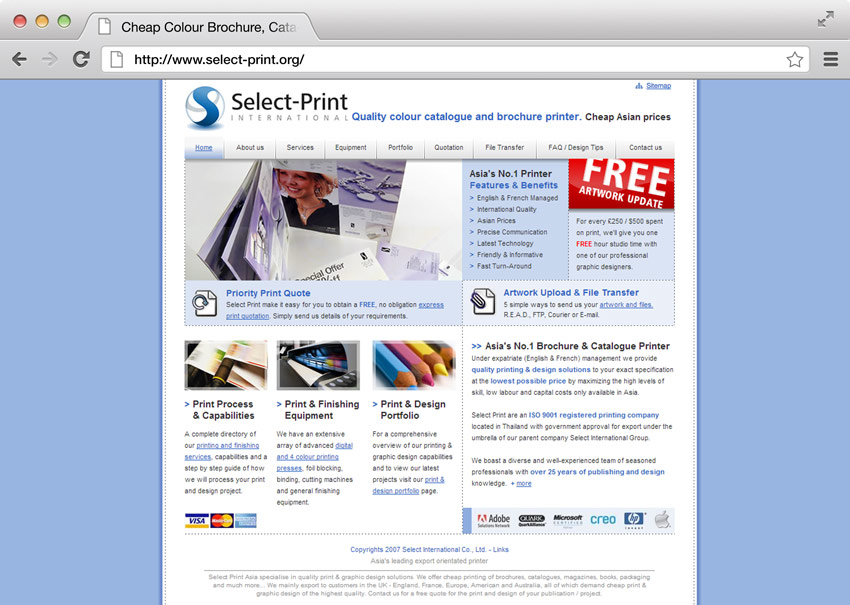 Cheap Colour Brochure, Cata
http://www.select-print.org/
Sitemap
Select-Print
INTERNATIONAL
Quality colour catalogue and brochure printer. Cheap Asian prices
Home About us Services Equipment Portfolio Quotation File Transfer FAQ / Design Tips Contact us
Special Offer
Asia's No.1 Printer
Features & Benefits
> English & French Managed
> International Quality
> Asian Prices
> Precise Communication
> Latest Technology
> Friendly & Informative
> Fast Turn-Around
FREE
ARTWORK UPDATE
For every £250 / $500 spent
on print, we'll give you one
FREE hour studio time with
one of our professional
graphic designers.
Priority Print Quote
Select Print make it easy for you to obtain a FREE, no obligation express
print quotation. Simply send us details of your requirements.
Artwork Upload & File Transfer
5 simple ways to send us your artwork and files.
R.E.A.D., FTP, Courier or E-mail.
> Print Process
& Capabilities
A complete directory of
our printing and finishing
services, capabilities and a
step by step guide of how
we will process your print
and design project.
> Print & Finishing
Equipment
We have an extensive
array of advanced digital
and 4 colour printing
presses, foil blocking,
binding, cutting machines
and general finishing
equipment.
> Print & Design
Portfolio
For a comprehensive
overview of our printing &
graphic design capabilities
and to view our latest
projects visit our print &
design portfolio page.
>> Asia's No.1 Brochure & Catalogue Printer
Under expatriate (English & French) management we provide
quality printing & design solutions to your exact specification
at the lowest possible price by maximizing the high levels of
skill, low labour and capital costs only available in Asia.
Select Print are an ISO 9001 registered printing company
located in Thailand with government approval for export under the
umbrella of our parent company Select International Group.
We boast a diverse and well-experienced team of seasoned
professionals with over 25 years of publishing and design
knowledge. + more
VISA MasterCard
Adobe
Solutions Network
QUARK
Microsoft
CERTIFIED
creo
hp
invent
Copyrights 2007 Select International Co., Ltd. - Links
Asia's leading export orientated printer
Select Print Asia specialise in quality print & graphic design solutions. We offer cheap printing of brochures, catalogues, magazines, books, packaging
and much more... We mainly export to customers in the UK - England, France, Europe, American and Australia, all of which demand cheap print &
graphic design of the highest quality. Contact us for a free quote for the print and design of your publication / project.